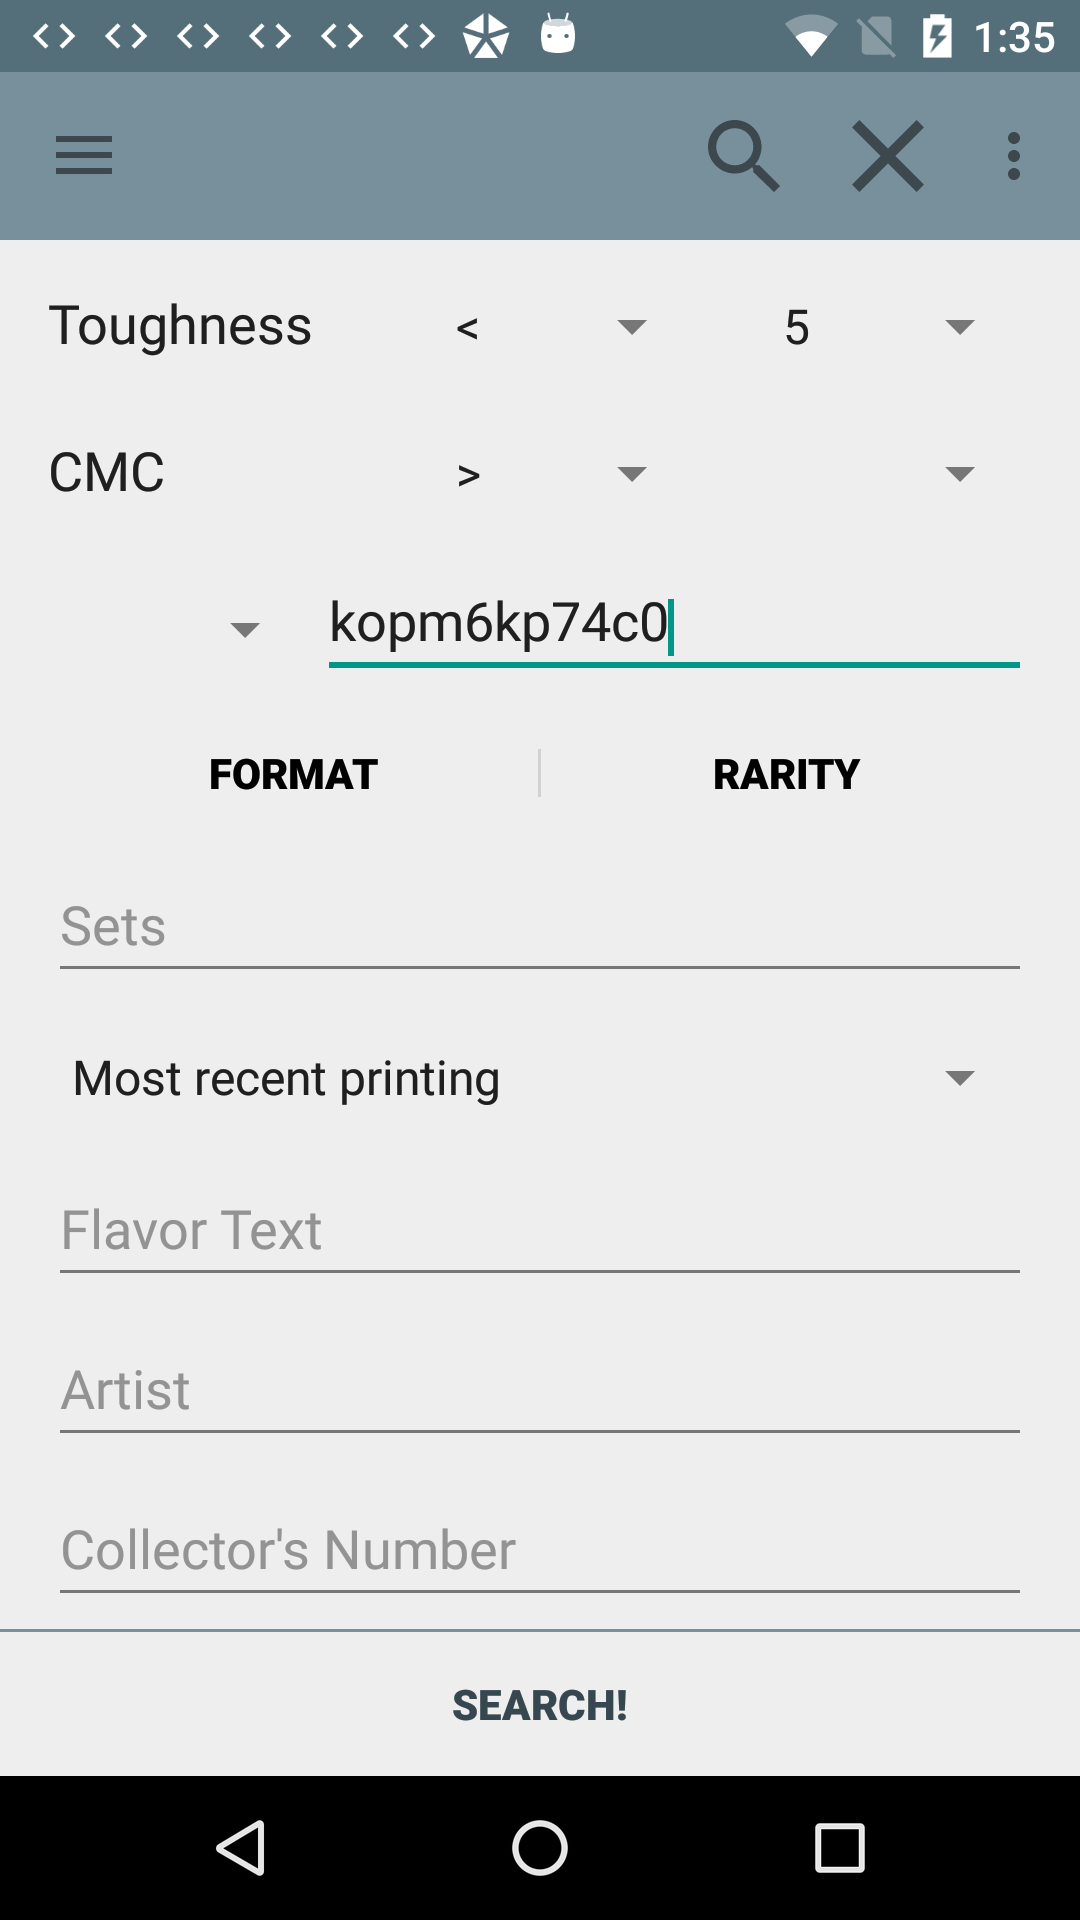 1:35
Toughness < 5
CMC >
kopm6kp74c0
FORMAT RARITY
Sets
Most recent printing
Flavor Text
Artist
Collector's Number
SEARCH!